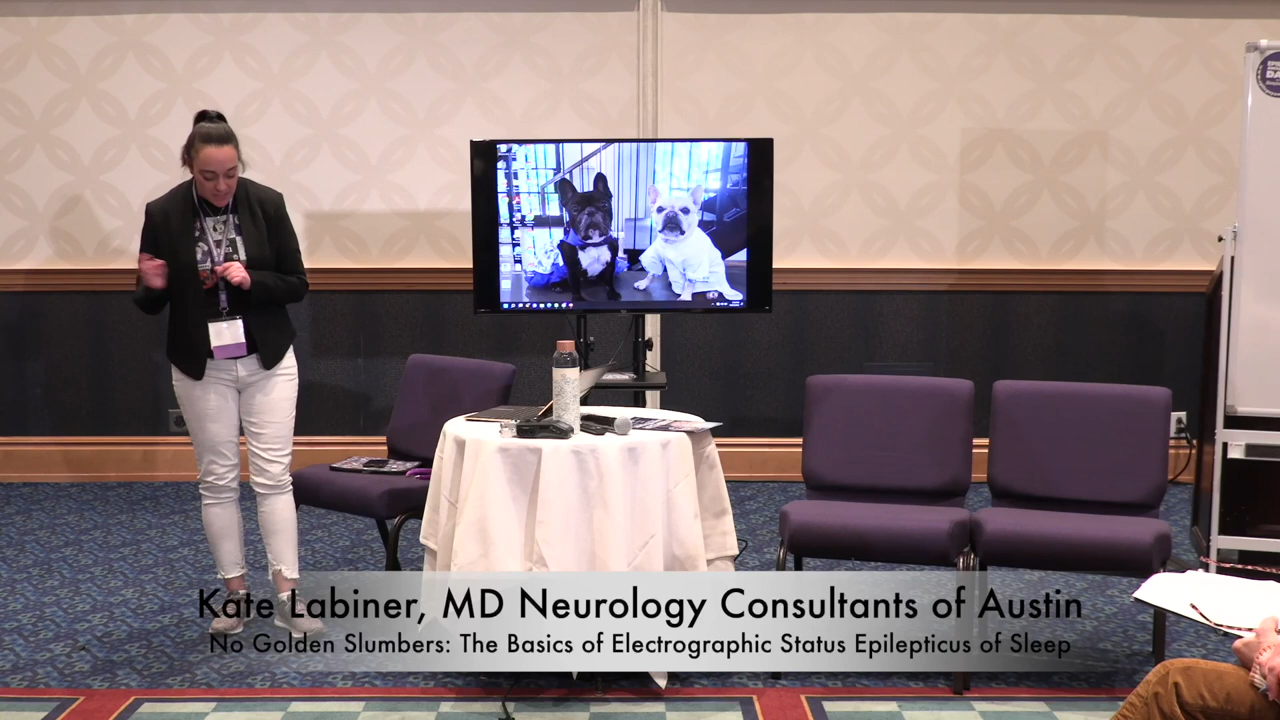 Kate Labiner, MD Neurology Consultants of Austin
No Golden Slumbers: The Basics of Electrographic Status Epilepticus of Sleep